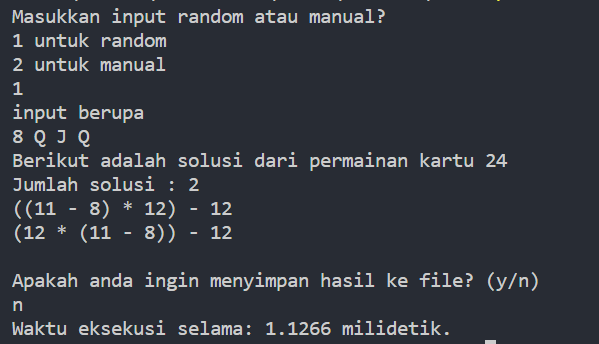 Masukkan input random atau manual?
1 untuk random
2 untuk manual
1
input berupa
8 Q J Q
Berikut adalah solusi dari permainan kartu 24
Jumlah solusi : 2
((11 - 8) * 12) - 12
(12 * (11 - 8)) - 12
Apakah anda ingin menyimpan hasil ke file? (y/n)
n
Waktu eksekusi selama: 1.1266 milidetik.